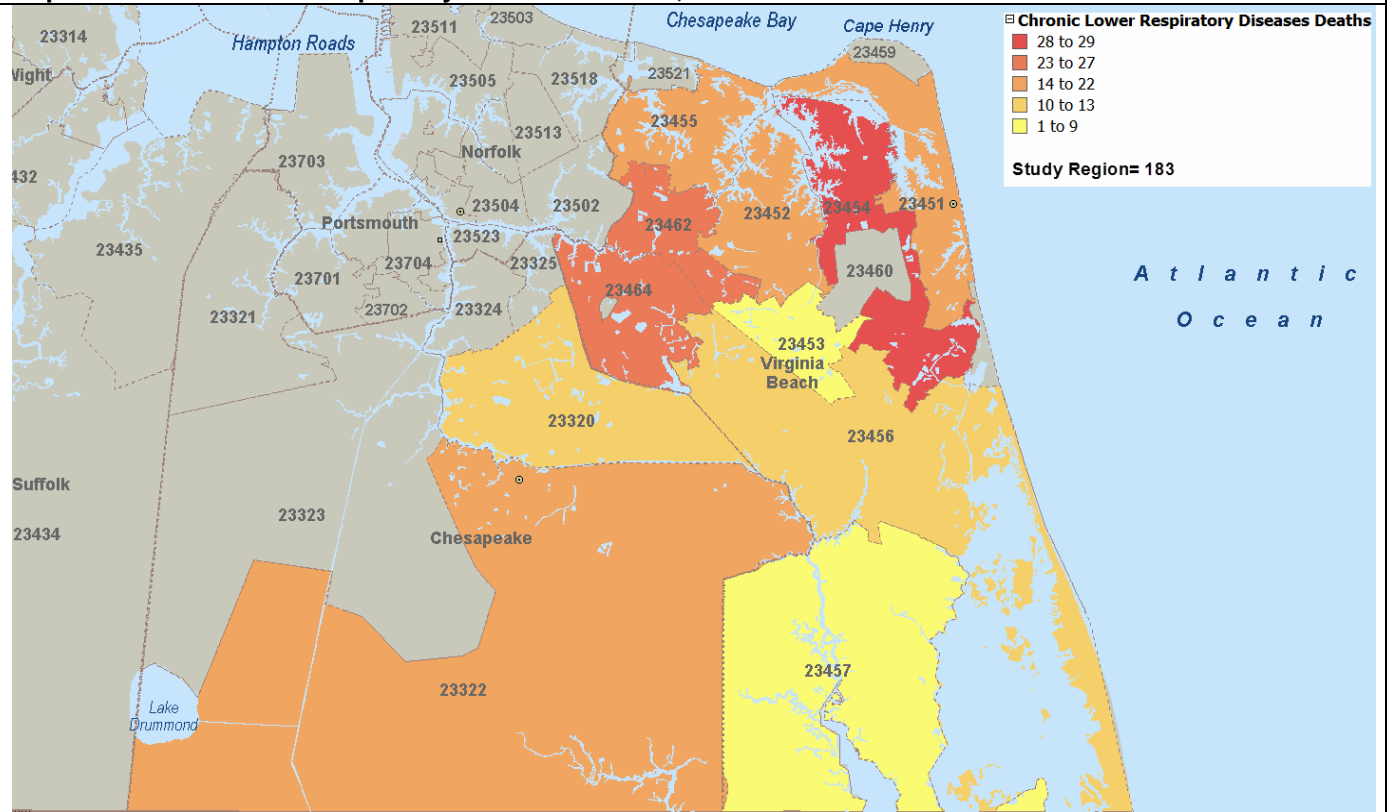 Chronic Lower Respiratory Diseases Deaths
28 to 29
23 to 27
14 to 22
10 to 13
1 to 9
Study Region= 183
23503
23511
Chesapeake Bay
Cape Henry
23314
Hampton Roads
23459
Wight
23505
23518
23521
23455
23513
Norfolk
23703
432
23504
23502
23452
23454
23451
Portsmouth
23462
23523
23435
23704
23325
23460
Atlantic
23701
23464
23702
23324
23321
Ocean
23453
Virginia
Beach
23320
23456
Suffolk
23323
23434
Chesapeake
23457
23322
Lake
Drummond